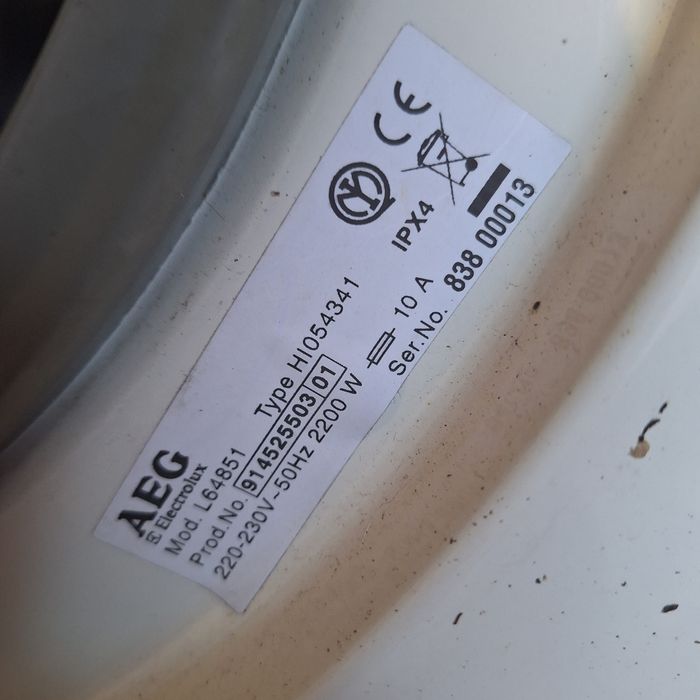 AEG
E Electrolux
Mod. L64851 Type HI054341
Prod.No. 914525503 01
220-230V~50Hz 2200 W 10 A
IPX4
Ser.No. 838 00013
CE